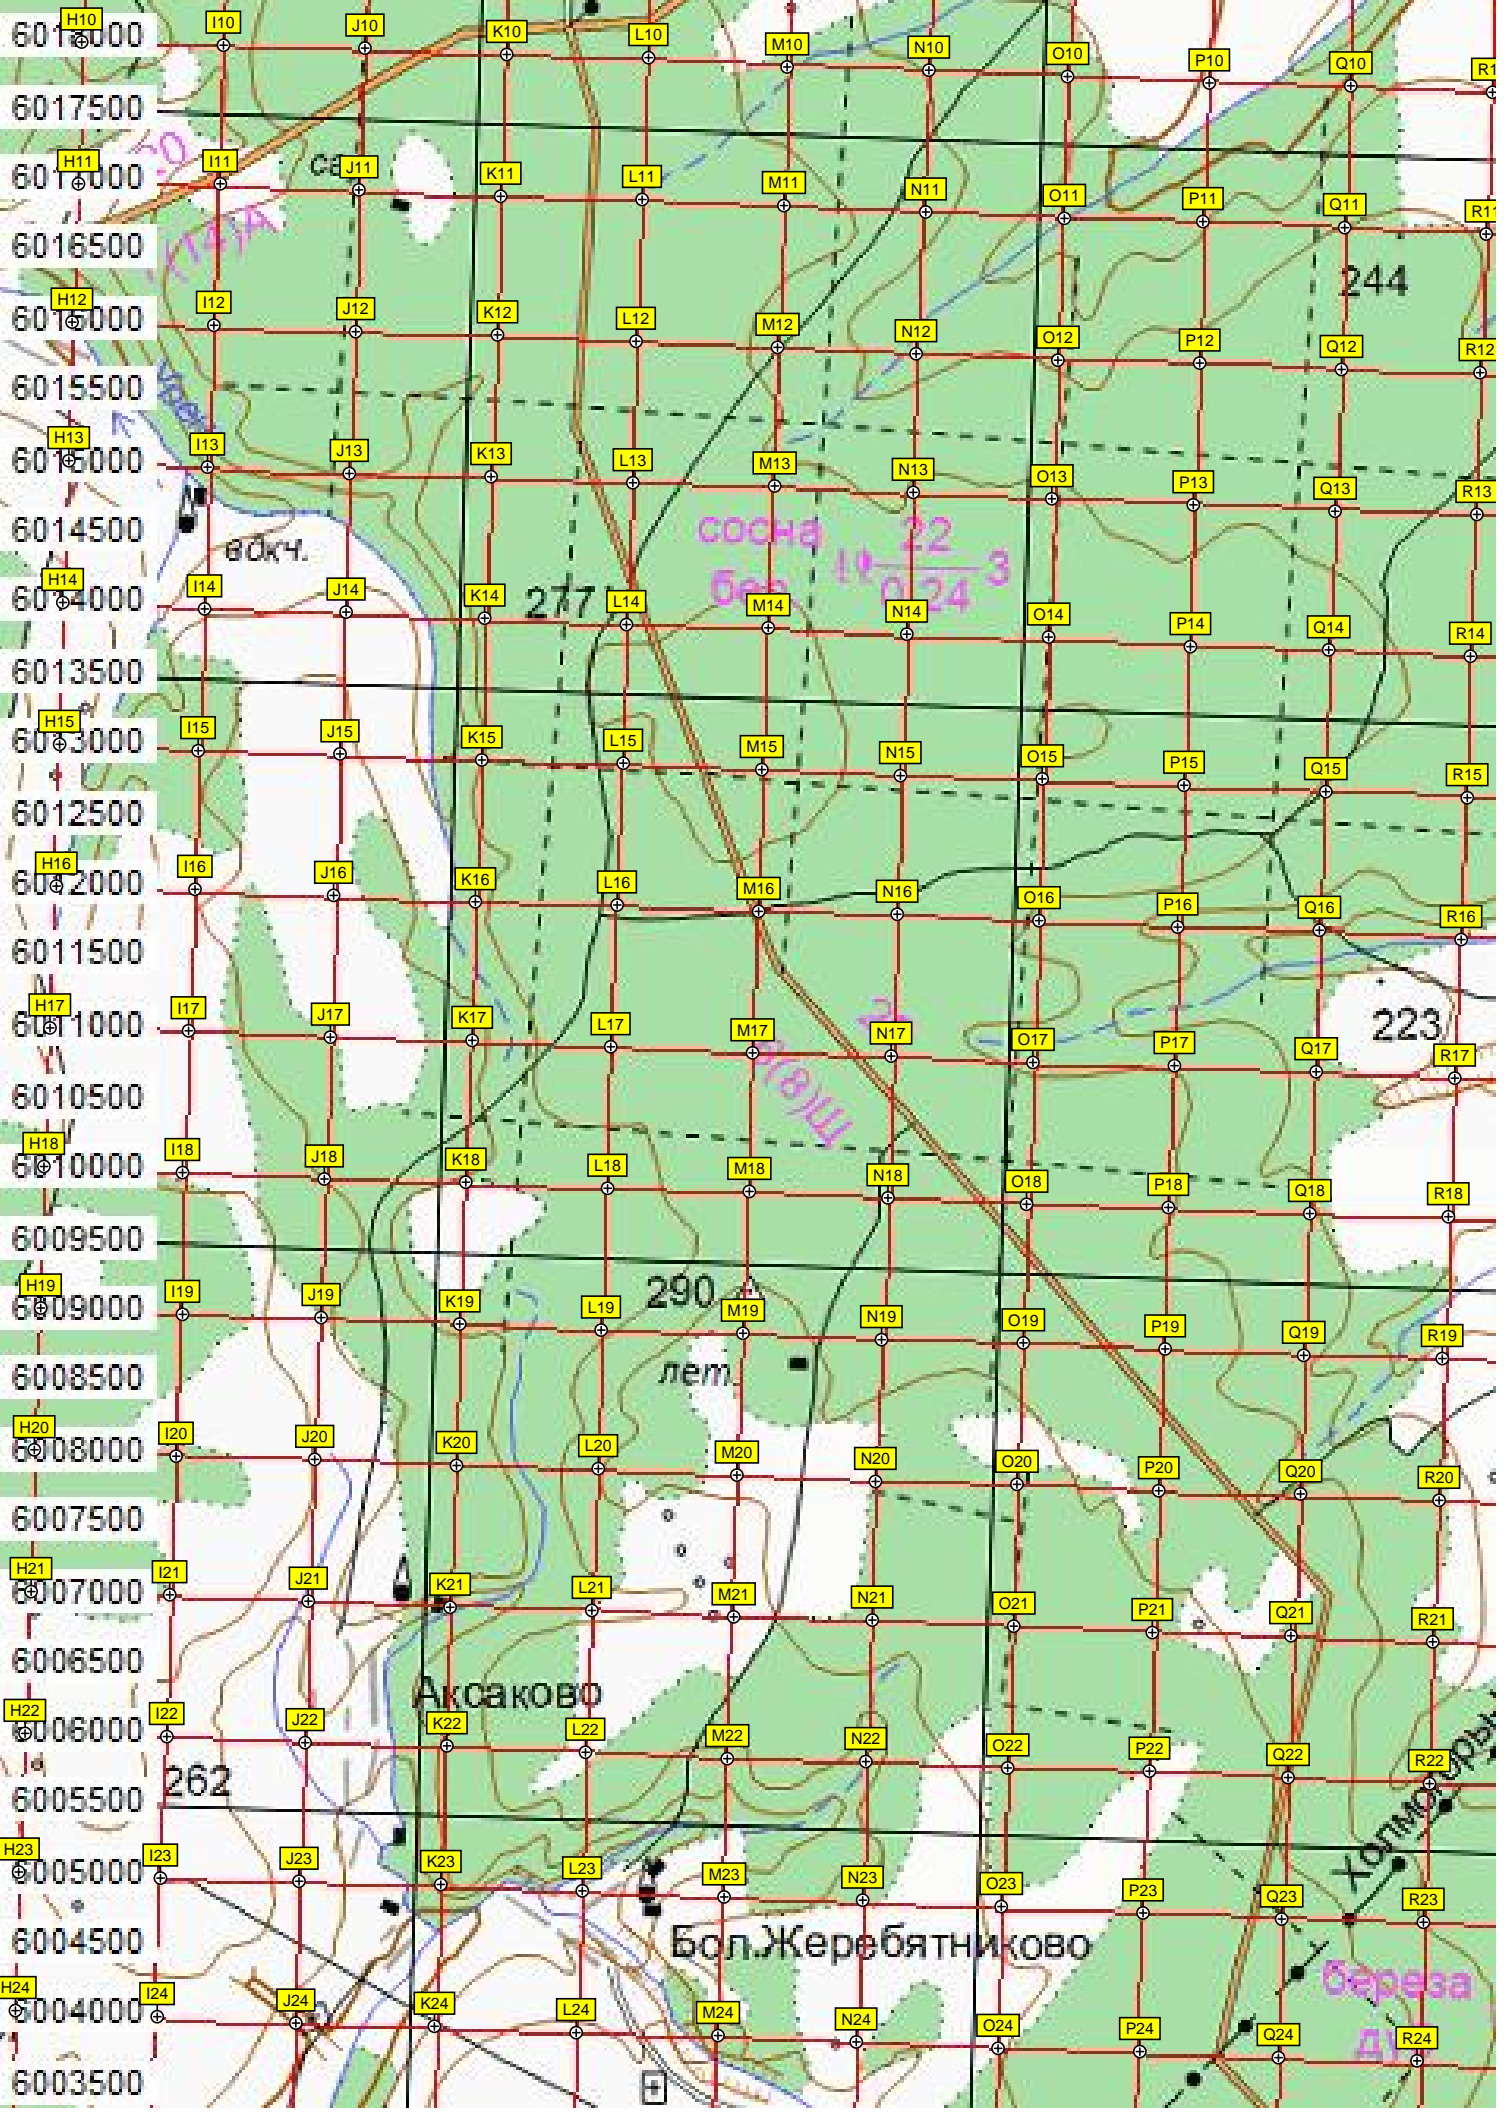 H10 I10 J10 K10 L10 M10 N10 O10 P10 Q10
6017500
H11 I11 J11 K11 L11 M11 N11 O11 P11 Q11 R11
6016500
244
H12 I12 J12 K12 L12 M12 N12 O12 P12 Q12 R12
6016000
6015500
H13 I13 J13 K13 L13 M13 N13 O13 P13 Q13 R13
6015000
6014500
вдкч.
сосна
22
3
0.24
277
H14 I14 J14 K14 L14 M14 N14 O14 P14 Q14 R14
6014000
6013500
H15 I15 J15 K15 L15 M15 N15 O15 P15 Q15 R15
6013000
6012500
H16 I16 J16 K16 L16 M16 N16 O16 P16 Q16 R16
6012000
6011500
H17 I17 J17 K17 L17 M17 N17 O17 P17 Q17 R17
6011000
223
6010500
H18 I18 J18 K18 L18 M18 N18 O18 P18 Q18 R18
6010000
6009500
290
H19 I19 J19 K19 L19 M19 N19 O19 P19 Q19 R19
6009000
6008500
лет.
H20 I20 J20 K20 L20 M20 N20 O20 P20 Q20 R20
6008000
6007500
H21 I21 J21 K21 L21 M21 N21 O21 P21 Q21 R21
6007000
6006500
Аксаково
H22 I22 J22 K22 L22 M22 N22 O22 P22 Q22 R22
6006000
262
6005500
H23 I23 J23 K23 L23 M23 N23 O23 P23 Q23 R23
6005000
6004500
Бол.Жеребятниково
береза
H24 I24 J24 K24 L24 M24 N24 O24 P24 Q24 R24
6004000
6003500